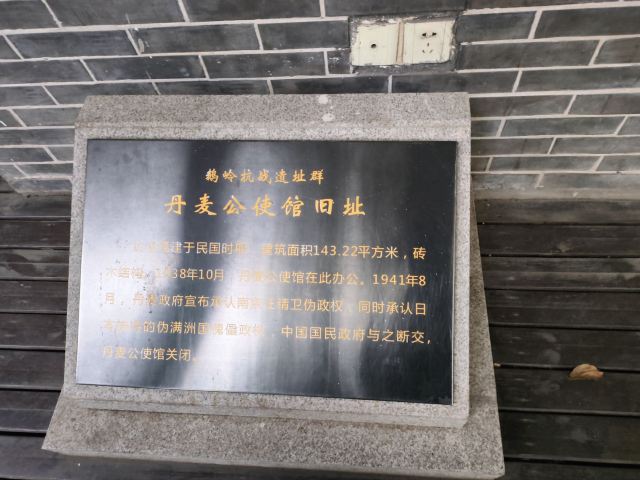 鹅岭抗战遗址群
丹麦公使馆旧址
建于民国时期，建筑面积143.22平方米，砖
木结构。1938年10月，丹麦公使馆在此办公。1941年8
月，丹麦政府宣布承认南京汪精卫伪政权，同时承认日
的伪满洲国傀儡政权，中国国民政府与之断交，
丹麦公使馆关闭。